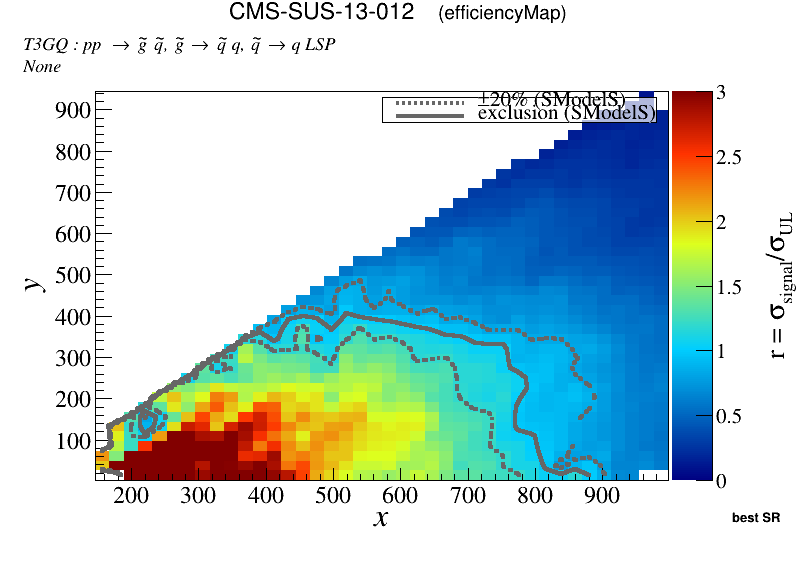 CMS-SUS-13-012 (efficiencyMap)
T3GQ : pp → g̃ q̃, g̃ → q̃ q, q̃ → q LSP
None
±20% (SModelS)
exclusion (SModelS)
900
800
700
600
500
400
300
200
100
y
200 300 400 500 600 700 800 900
x
3
2.5
2
1.5
1
0.5
0
r = σsignal/σUL
best SR